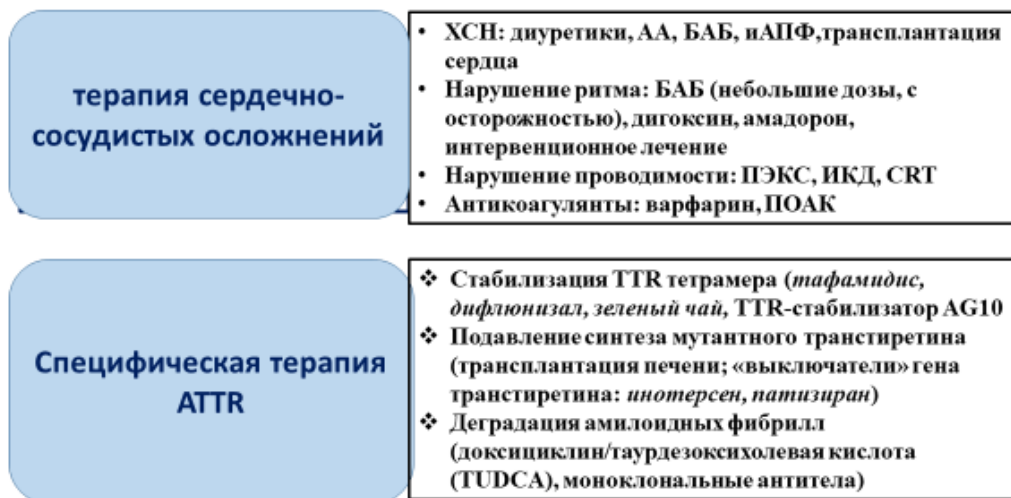 терапия сердечно-
сосудистых осложнений
• ХСН: диуретики, АА, БАБ, иАПФ,трансплантация
сердца
• Нарушение ритма: БАБ (небольшие дозы, с
осторожностью), дигоксин, амадорон,
интервенционное лечение
• Нарушение проводимости: ПЭКС, ИКД, CRT
• Антикоагулянты: варфарин, ПОАК
Специфическая терапия
ATTR
❖ Стабилизация TTR тетрамера (тафамидис,
дифлюнизал, зеленый чай, TTR-стабилизатор AG10
❖ Подавление синтеза мутантного транстиретина
(трансплантация печени; «выключатели» гена
транстиретина: инотерсен, патизиран)
❖ Деградация амилоидных фибрилл
(доксициклин/таурдезоксихолевая кислота
(TUDCA), моноклональные антитела)